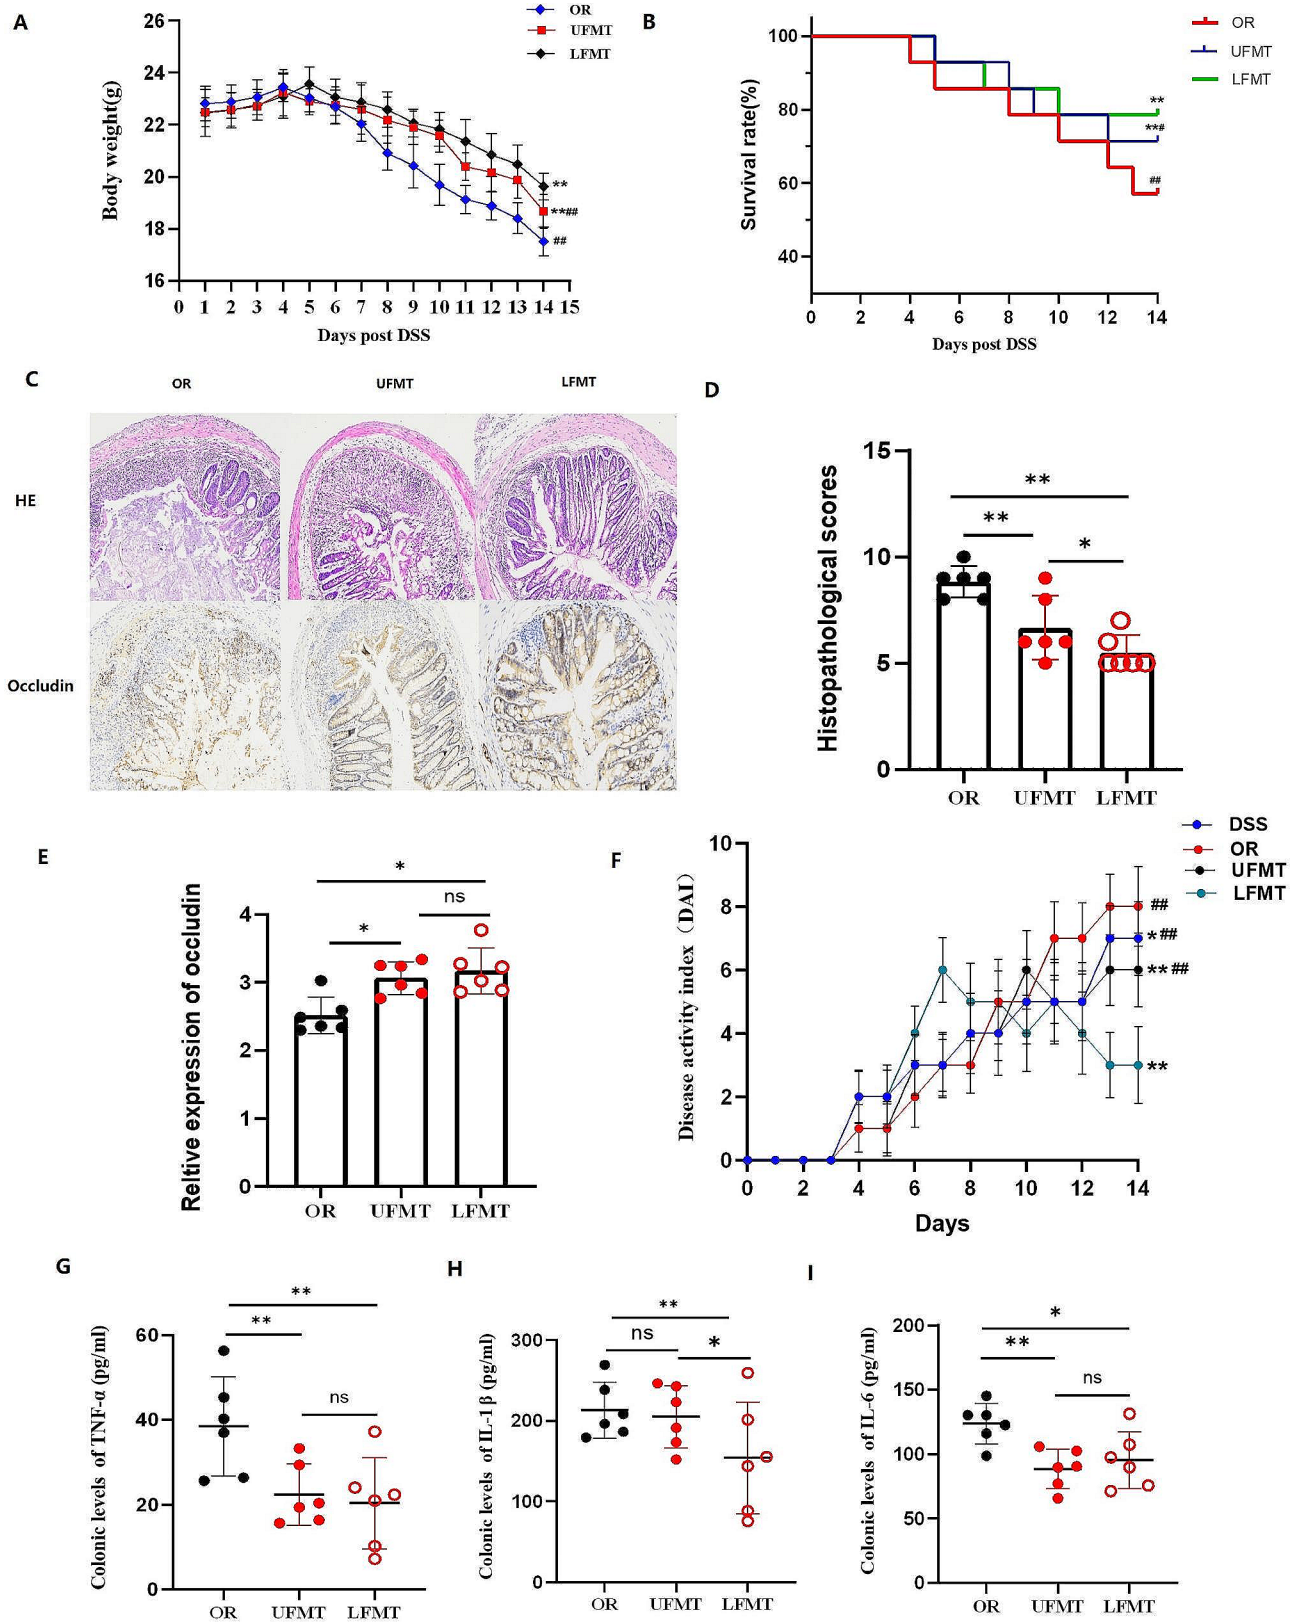 A
26
24
22
20
18
16
Body weight(g)
0 1 2 3 4 5 6 7 8 9 10 11 12 13 14 15
Days post DSS
OR
UFMT
LFMT
**
**##
##
B
100
80
60
40
Survival rate(%)
0 2 4 6 8 10 12 14
Days post DSS
OR
UFMT
LFMT
**
**#
##
C
OR UFMT LFMT
HE
Occludin
D
15
10
5
0
Histopathological scores
**
**
*
OR UFMT LFMT
E
4
3
2
1
0
Reltive expression of occludin
*
ns
*
OR UFMT LFMT
F
10
8
6
4
2
0
Disease activity index (DAI)
0 2 4 6 8 10 12 14
Days
DSS
OR
UFMT
LFMT
##
*##
**##
**
G
60
40
20
0
Colonic levels of TNF-α (pg/ml)
**
**
ns
OR UFMT LFMT
H
300
200
100
0
Colonic levels of IL-1β (pg/ml)
**
ns
*
OR UFMT LFMT
I
200
150
100
50
0
Colonic levels of IL-6 (pg/ml)
*
**
ns
OR UFMT LFMT